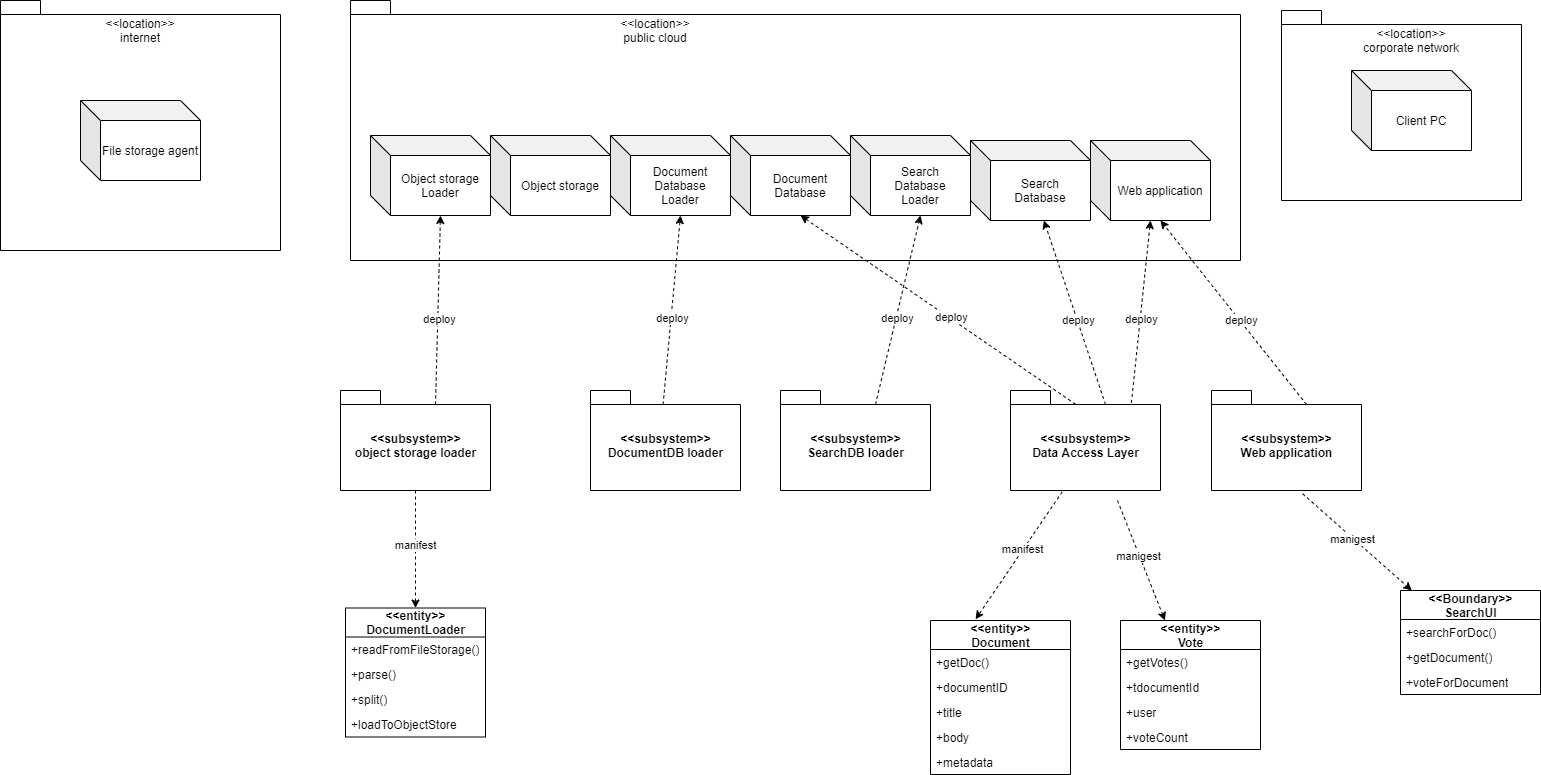 <<location>>
internet
File storage agent
<<location>>
public cloud
Object storage
Loader
Object storage
Document
Database
Loader
Document
Database
Search
Database
Loader
Search
Database
Web application
<<location>>
corporate network
Client PC
deploy
deploy
deploy
deploy
deploy
deploy
deploy
<<subsystem>>
object storage loader
<<subsystem>>
DocumentDB loader
<<subsystem>>
SearchDB loader
<<subsystem>>
Data Access Layer
<<subsystem>>
Web application
manifest
manifest
manigest
manigest
<<entity>>
DocumentLoader
+readFromFileStorage()
+parse()
+split()
+loadToObjectStore
<<entity>>
Document
+getDoc()
+documentID
+title
+body
+metadata
<<entity>>
Vote
+getVotes()
+tdocumentId
+user
+voteCount
<<Boundary>>
SearchUI
+searchForDoc()
+getDocument()
+voteForDocument